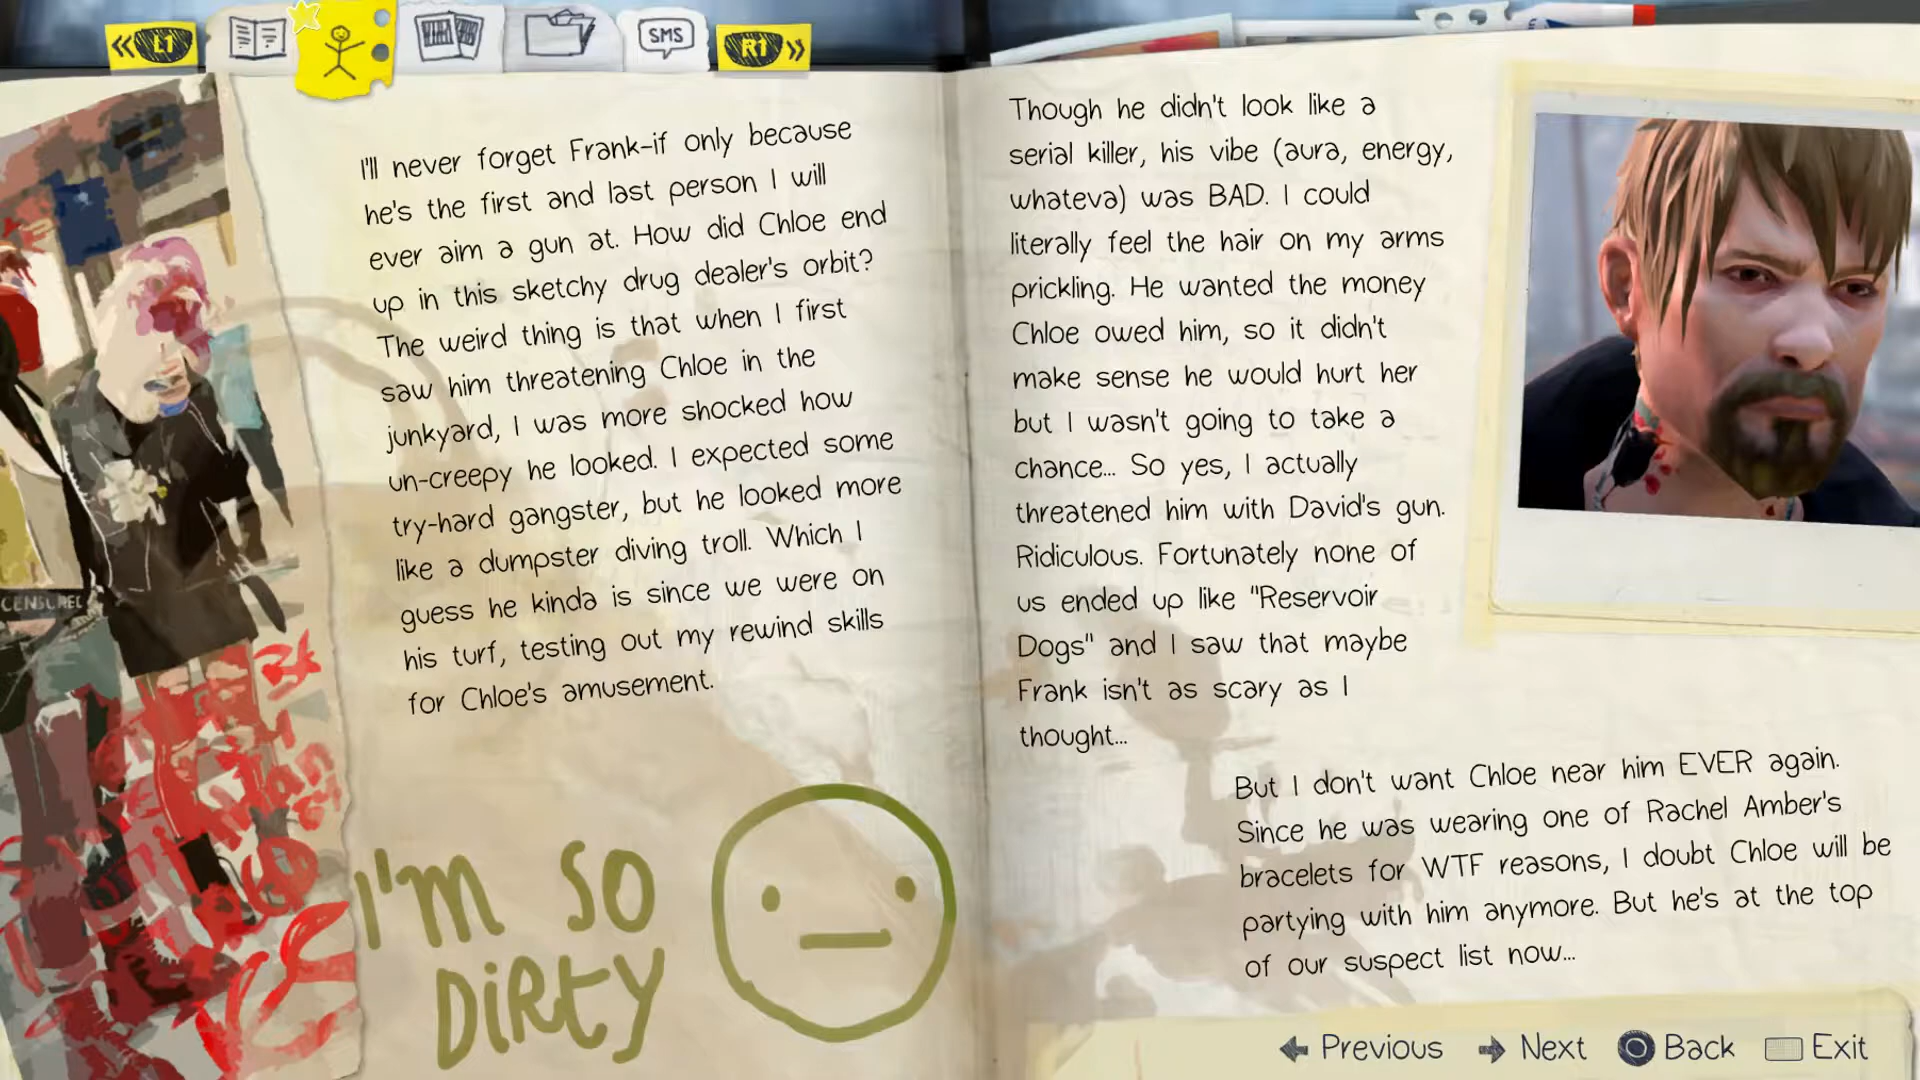 L1
SMS
R1
I'll never forget Frank-if only because
he's the first and last person I will
ever aim a gun at. How did Chloe end
up in this sketchy drug dealer's orbit?
The weird thing is that when I first
saw him threatening Chloe in the
junkyard, I was more shocked how
un-creepy he looked. I expected some
try-hard gangster, but he looked more
like a dumpster diving troll. Which I
guess he kinda is since we were on
his turf, testing out my rewind skills
for Chloe's amusement.
I'm SO
DiRty
Though he didn't look like a
serial killer, his vibe (aura, energy,
whateva) was BAD. I could
literally feel the hair on my arms
prickling. He wanted the money
Chloe owed him, so it didn't
make sense he would hurt her
but I wasn't going to take a
chance... So yes, I actually
threatened him with David's gun.
Ridiculous. Fortunately none of
us ended up like "Reservoir
Dogs" and I saw that maybe
Frank isn't as scary as I
thought...
But I don't want Chloe near him EVER again.
Since he was wearing one of Rachel Amber's
bracelets for WTF reasons, I doubt Chloe will be
partying with him anymore. But he's at the top
of our suspect list now...
Previous Next Back Exit